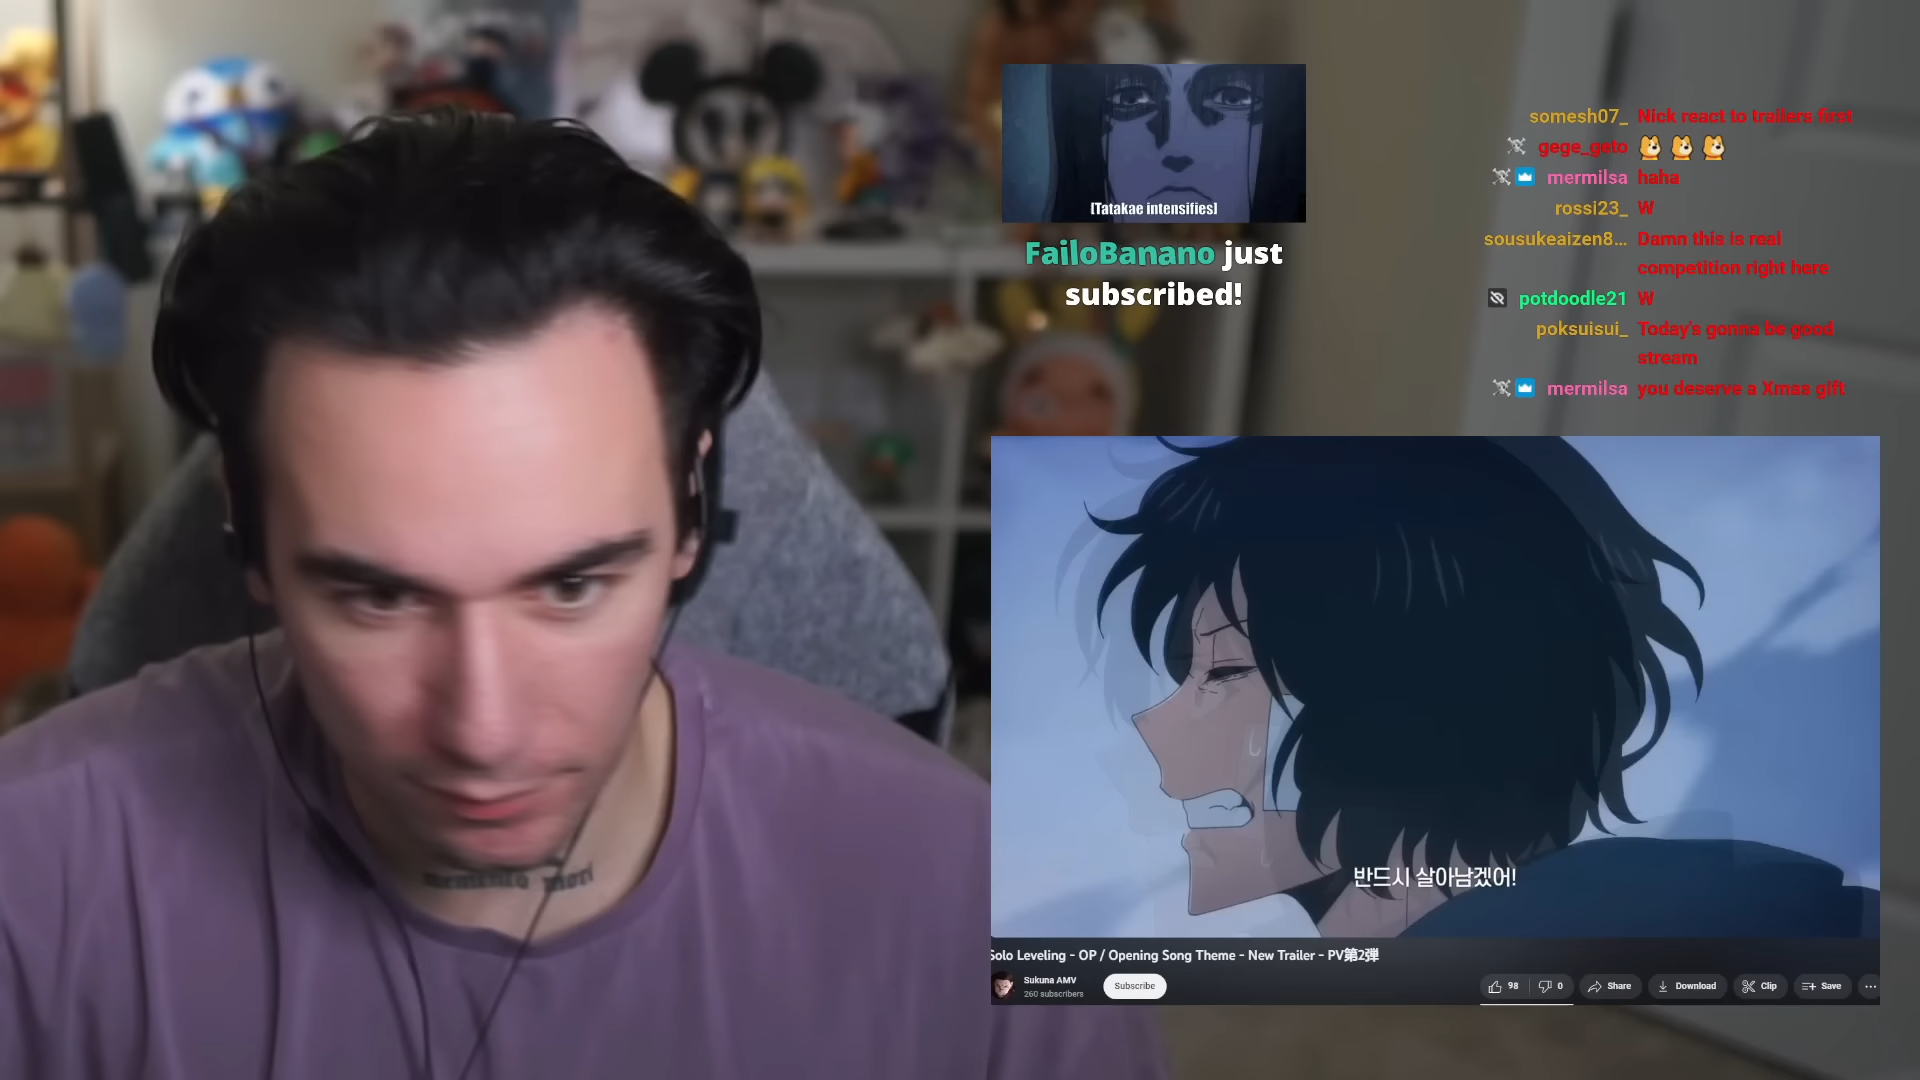 [Tatakae intensifies]
FailoBanano just
subscribed!
somesh07_ Nick react to trailers first
gege_geto
mermilsa haha
rossi23_ W
sousukeaizen8... Damn this is real
competition right here
potdoodle21 W
poksuisui_ Today's gonna be good
stream
mermilsa you deserve a Xmas gift
memento mori
반드시 살아남겠어!
Solo Leveling - OP / Opening Song Theme - New Trailer - PV第2弾
Sukuna AMV
260 subscribers
Subscribe
98
0
Share
Download
Clip
Save